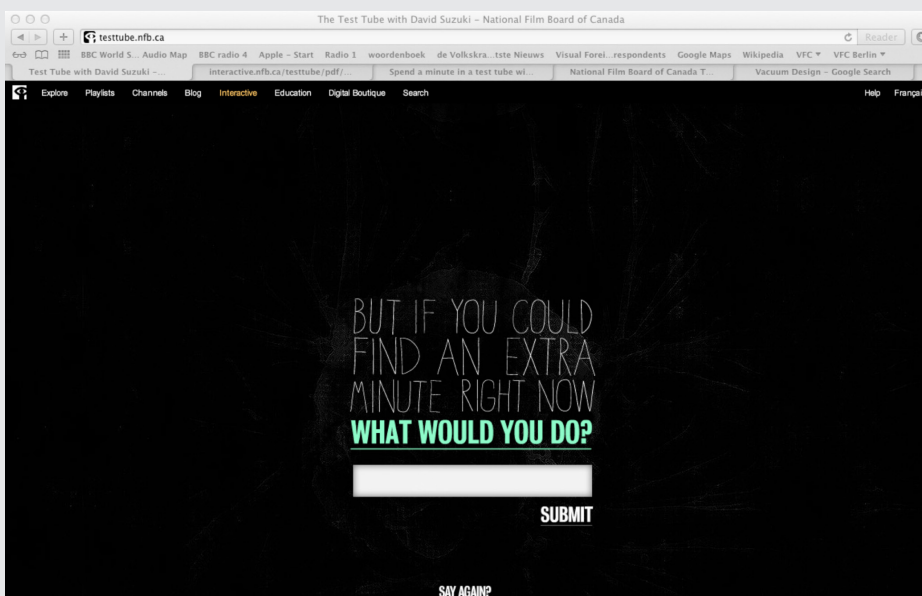 The Test Tube with David Suzuki – National Film Board of Canada
testtube.nfb.ca Reader
BBC World S... Audio Map BBC radio 4 Apple – Start Radio 1 woordenboek de Volkskra...tste Nieuws Visual Forei...respondents Google Maps Wikipedia VFC VFC Berlin
Test Tube with David Suzuki –... interactive.nfb.ca/testtube/pdf/... Spend a minute in a test tube wi... National Film Board of Canada T... Vacuum Design – Google Search
Explore Playlists Channels Blog Interactive Education Digital Boutique Search Help Françai
BUT IF YOU COULD
FIND AN EXTRA
MINUTE RIGHT NOW
WHAT WOULD YOU DO?
SUBMIT
SAY AGAIN?